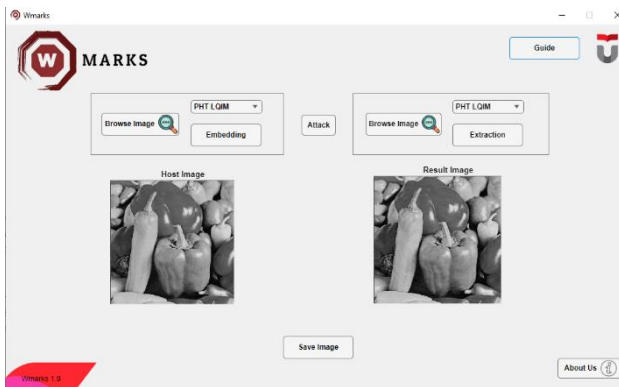 Wmarks
W MARKS
Guide
PHT LQIM
Browse Image
Embedding
Attack
PHT LQIM
Browse Image
Extraction
Host Image
Result Image
Save Image
About Us
Wmarks 1.0